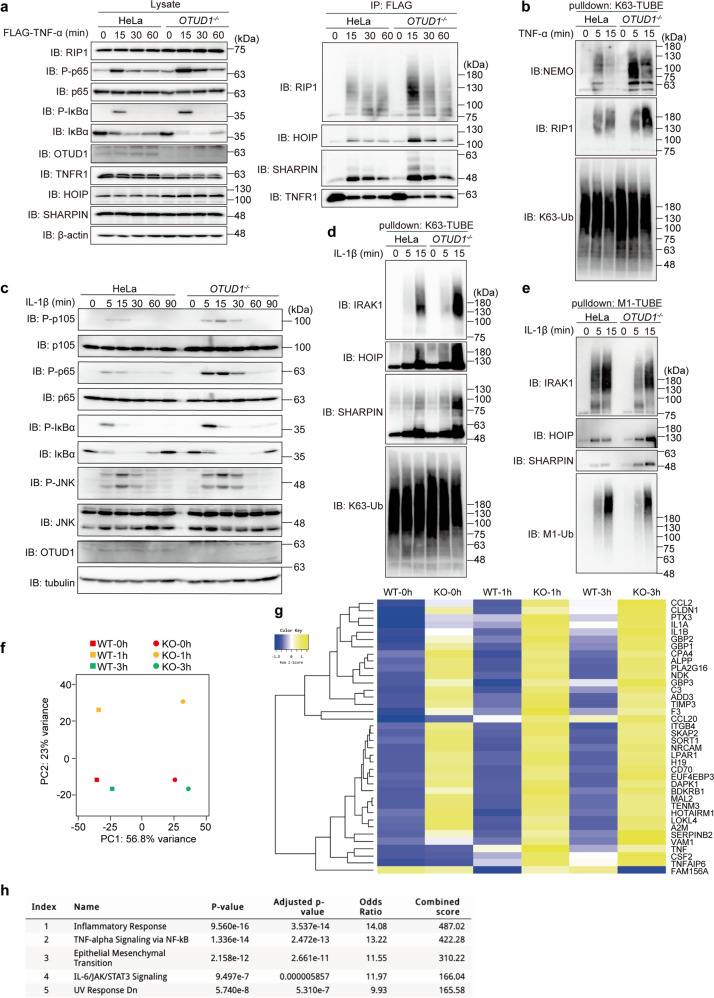 a
Lysate
HeLa OTUD1-/-
FLAG-TNF-α (min) 0 15 30 60 0 15 30 60 (kDa)
IB: RIP1 75
IB: P-p65 63
IB: p65 63
IB: P-IκBα 35
IB: IκBα 35
IB: OTUD1 63
IB: TNFR1 63
IB: HOIP 130
100
IB: SHARPIN 48
IB: β-actin 48
IP: FLAG
HeLa OTUD1-/-
0 15 30 60 0 15 30 60
(kDa)
IB: RIP1
180
130
100
75
IB: HOIP
130
100
IB: SHARPIN
63
48
IB: TNFR1
63
b
pulldown: K63-TUBE
HeLa OTUD1-/-
TNF-α (min) 0 5 15 0 5 15
(kDa)
IB:NEMO
180
130
100
75
63
IB: RIP1
180
130
100
75
IB: K63-Ub
180
130
100
75
63
48
c
HeLa OTUD1-/-
IL-1β (min) 0 5 15 30 60 90 0 5 15 30 60 90
(kDa)
IB: P-p105 100
IB: p105 100
IB: P-p65 63
IB: p65 63
IB: P-IκBα 35
IB: IκBα 35
IB: P-JNK 48
IB: JNK 48
IB: OTUD1 63
IB: tubulin 63
d
pulldown: K63-TUBE
HeLa OTUD1-/-
IL-1β (min) 0 5 15 0 5 15
(kDa)
IB: IRAK1
180
130
100
75
IB: HOIP
180
130
100
IB: SHARPIN
130
100
75
63
48
IB: K63-Ub
180
130
100
75
63
48
e
pulldown: M1-TUBE
HeLa OTUD1-/-
IL-1β (min) 0 5 15 0 5 15
(kDa)
IB: IRAK1
180
130
100
75
IB: HOIP
180
130
IB: SHARPIN
63
48
IB: M1-Ub
180
130
100
75
63
48
f
WT-0h KO-0h
WT-1h KO-1h
WT-3h KO-3h
PC2: 23% variance
40
20
0
-20
-50 -25 0 25 50
PC1: 56.8% variance
g
Color Key
Row Z-Score
WT-0h KO-0h WT-1h KO-1h WT-3h KO-3h
CCL2
CLDN1
PTX3
IL1A
IL1B
GBP2
GBP1
CPA4
ALPP
PLA2G16
NDK
GBP3
C3
ADD3
TIMP3
F3
CCL20
ITGB4
SKAP2
SORT1
NRCAM
LPAR1
H19
CD70
EUF4EBP3
DAPK1
BDKRB1
MAL2
TENM3
HOTAIRM1
LOKL4
A2M
SERPINB2
VAM1
TNF
CSF2
TNFAIP6
FAM156A
h
Index Name P-value Adjusted p-value Odds Ratio Combined score
1 Inflammatory Response 9.560e-16 3.537e-14 14.08 487.02
2 TNF-alpha Signaling via NF-kB 1.336e-14 2.472e-13 13.22 422.28
3 Epithelial Mesenchymal Transition 2.158e-12 2.661e-11 11.55 310.22
4 IL-6/JAK/STAT3 Signaling 9.497e-7 0.000005857 11.97 166.04
5 UV Response Dn 5.740e-8 5.310e-7 9.93 165.58